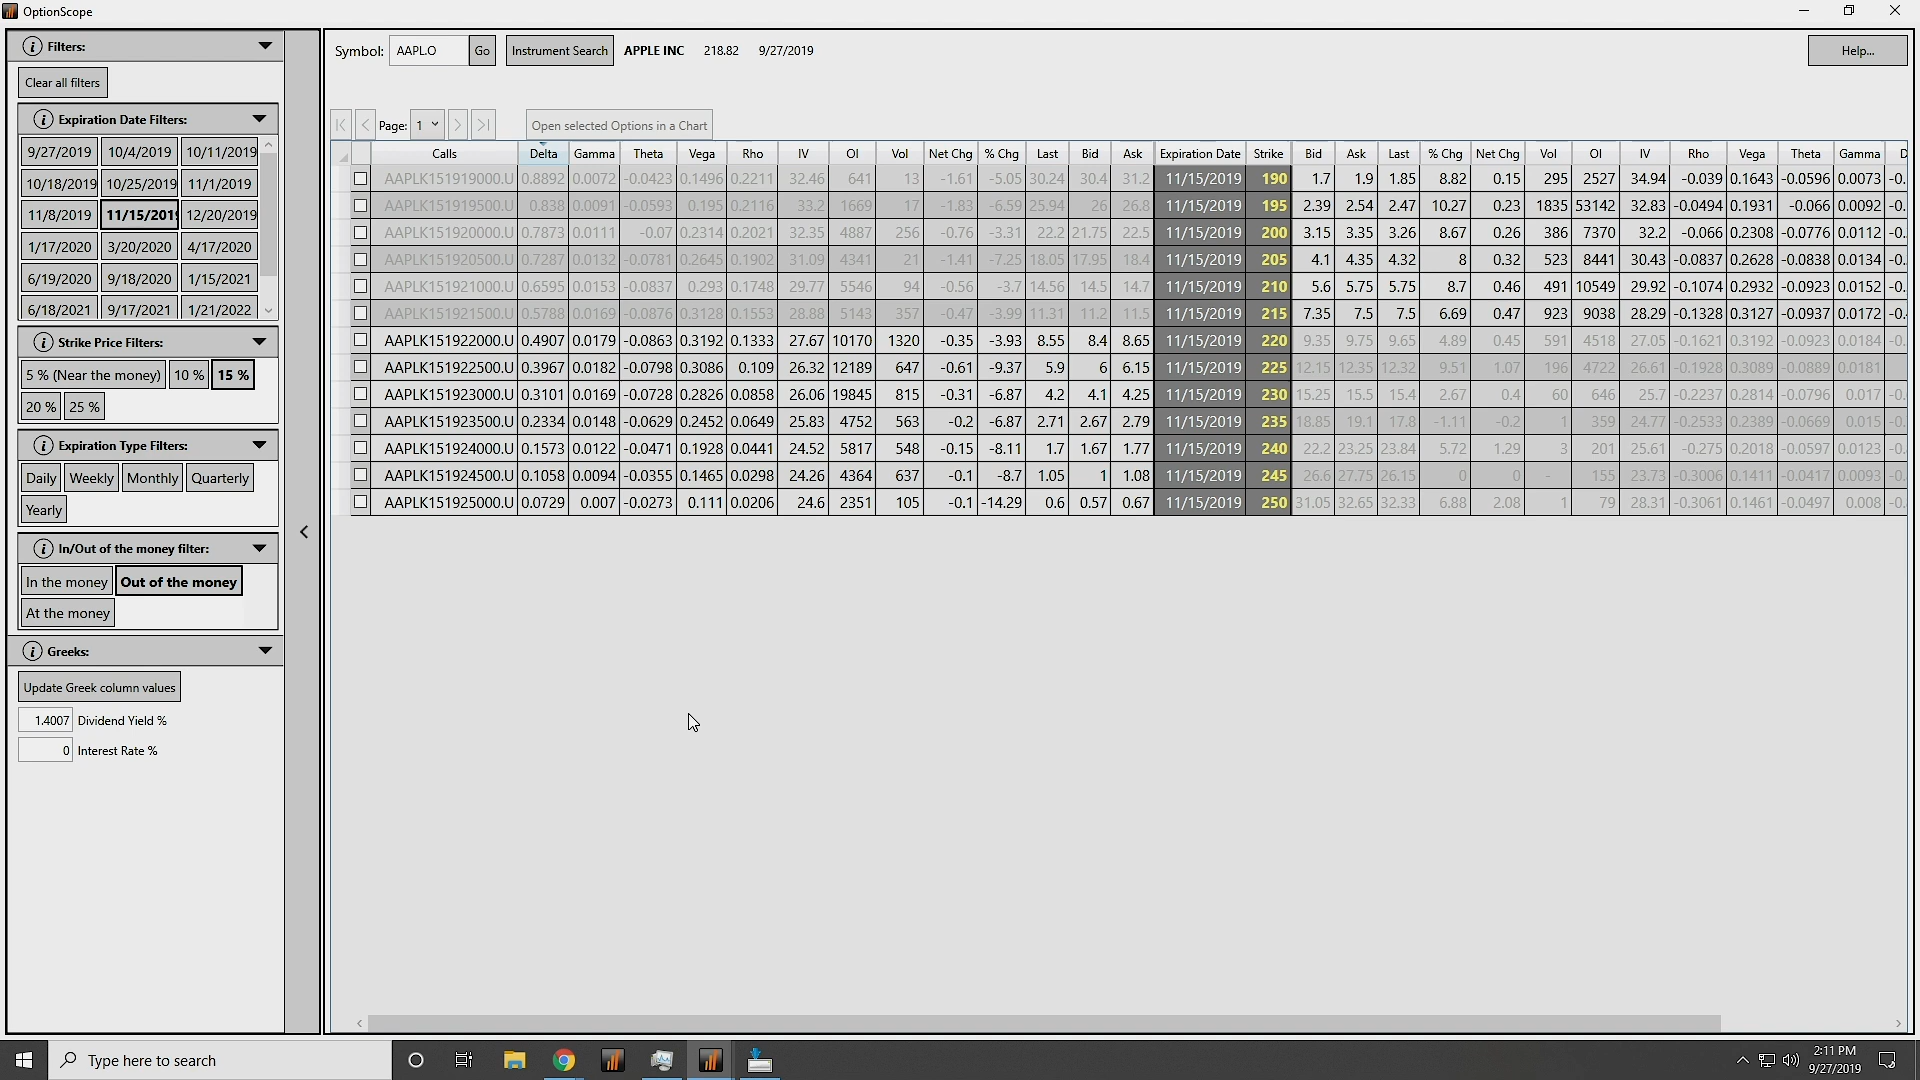 OptionScope
Filters:
Clear all filters
Expiration Date Filters:
9/27/2019 10/4/2019 10/11/2019
10/18/2019 10/25/2019 11/1/2019
11/8/2019 11/15/2019 12/20/2019
1/17/2020 3/20/2020 4/17/2020
6/19/2020 9/18/2020 1/15/2021
6/18/2021 9/17/2021 1/21/2022
Strike Price Filters:
5 % (Near the money) 10 % 15 %
20 % 25 %
Expiration Type Filters:
Daily Weekly Monthly Quarterly
Yearly
In/Out of the money filter:
In the money Out of the money
At the money
Greeks:
Update Greek column values
1.4007 Dividend Yield %
0 Interest Rate %
Symbol: AAPL.O Go Instrument Search APPLE INC 218.82 9/27/2019 Help...
Page: 1 Open selected Options in a Chart
Calls Delta Gamma Theta Vega Rho IV OI Vol Net Chg % Chg Last Bid Ask Expiration Date Strike Bid Ask Last % Chg Net Chg Vol OI IV Rho Vega Theta Gamma D
AAPLK151919000.U 0.8892 0.0072 -0.0423 0.1496 0.2211 32.46 641 13 -1.61 -5.05 30.24 30.4 31.2 11/15/2019 190 1.7 1.9 1.85 8.82 0.15 295 2527 34.94 -0.039 0.1643 -0.0596 0.0073 -0.
AAPLK151919500.U 0.838 0.0091 -0.0593 0.195 0.2116 33.2 1669 17 -1.83 -6.59 25.94 26 26.8 11/15/2019 195 2.39 2.54 2.47 10.27 0.23 1835 53142 32.83 -0.0494 0.1931 -0.066 0.0092 -0.
AAPLK151920000.U 0.7873 0.0111 -0.07 0.2314 0.2021 32.35 4887 256 -0.76 -3.31 22.2 21.75 22.5 11/15/2019 200 3.15 3.35 3.26 8.67 0.26 386 7370 32.2 -0.066 0.2308 -0.0776 0.0112 -0.
AAPLK151920500.U 0.7287 0.0132 -0.0781 0.2645 0.1902 31.09 4341 21 -1.41 -7.25 18.05 17.95 18.4 11/15/2019 205 4.1 4.35 4.32 8 0.32 523 8441 30.43 -0.0837 0.2628 -0.0838 0.0134 -0.
AAPLK151921000.U 0.6595 0.0153 -0.0837 0.293 0.1748 29.77 5546 94 -0.56 -3.7 14.56 14.5 14.7 11/15/2019 210 5.6 5.75 5.75 8.7 0.46 491 10549 29.92 -0.1074 0.2932 -0.0923 0.0152 -0.
AAPLK151921500.U 0.5788 0.0169 -0.0876 0.3128 0.1553 28.88 5143 357 -0.47 -3.99 11.31 11.2 11.5 11/15/2019 215 7.35 7.5 7.5 6.69 0.47 923 9038 28.29 -0.1328 0.3127 -0.0937 0.0172 -0.
AAPLK151922000.U 0.4907 0.0179 -0.0863 0.3192 0.1333 27.67 10170 1320 -0.35 -3.93 8.55 8.4 8.65 11/15/2019 220 9.35 9.75 9.65 4.89 0.45 591 4518 27.05 -0.1621 0.3192 -0.0923 0.0184 -0.
AAPLK151922500.U 0.3967 0.0182 -0.0798 0.3086 0.109 26.32 12189 647 -0.61 -9.37 5.9 6 6.15 11/15/2019 225 12.15 12.35 12.32 9.51 1.07 196 4722 26.61 -0.1928 0.3089 -0.0889 0.0181
AAPLK151923000.U 0.3101 0.0169 -0.0728 0.2826 0.0858 26.06 19845 815 -0.31 -6.87 4.2 4.1 4.25 11/15/2019 230 15.25 15.5 15.4 2.67 0.4 60 646 25.7 -0.2237 0.2814 -0.0796 0.017 -0.
AAPLK151923500.U 0.2334 0.0148 -0.0629 0.2452 0.0649 25.83 4752 563 -0.2 -6.87 2.71 2.67 2.79 11/15/2019 235 18.85 19.1 17.8 -1.11 -0.2 1 359 24.77 -0.2533 0.2389 -0.0669 0.015 -0.
AAPLK151924000.U 0.1573 0.0122 -0.0471 0.1928 0.0441 24.52 5817 548 -0.15 -8.11 1.7 1.67 1.77 11/15/2019 240 22.2 23.25 23.84 5.72 1.29 3 201 25.61 -0.275 0.2018 -0.0597 0.0123 -0.
AAPLK151924500.U 0.1058 0.0094 -0.0355 0.1465 0.0298 24.26 4364 637 -0.1 -8.7 1.05 1 1.08 11/15/2019 245 26.6 27.75 26.15 0 0 - 155 23.73 -0.3006 0.1411 -0.0417 0.0093 -0.
AAPLK151925000.U 0.0729 0.007 -0.0273 0.111 0.0206 24.6 2351 105 -0.1 -14.29 0.6 0.57 0.67 11/15/2019 250 31.05 32.65 32.33 6.88 2.08 1 79 28.31 -0.3061 0.1461 -0.0497 0.008 -0.
Type here to search
2:11 PM
9/27/2019